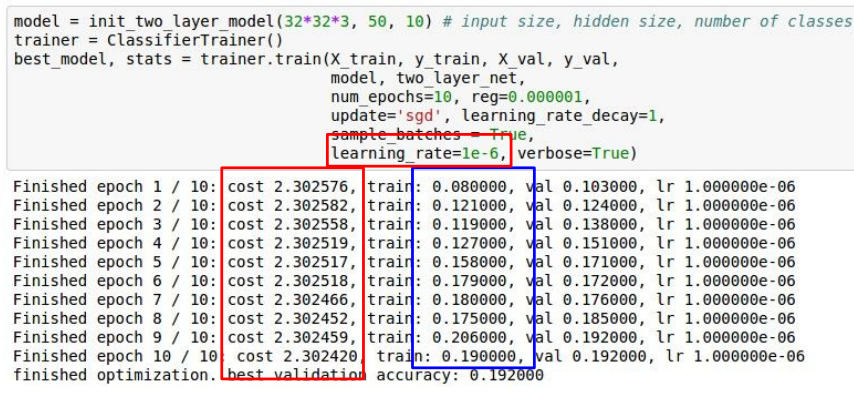 model = init_two_layer_model(32*32*3, 50, 10) # input size, hidden size, number of classes
trainer = ClassifierTrainer()
best_model, stats = trainer.train(X_train, y_train, X_val, y_val,
model, two_layer_net,
num_epochs=10, reg=0.000001,
update='sgd', learning_rate_decay=1,
sample_batches = True,
learning_rate=1e-6, verbose=True)
Finished epoch 1 / 10: cost 2.302576, train: 0.080000, val 0.103000, lr 1.000000e-06
Finished epoch 2 / 10: cost 2.302582, train: 0.121000, val 0.124000, lr 1.000000e-06
Finished epoch 3 / 10: cost 2.302558, train: 0.119000, val 0.138000, lr 1.000000e-06
Finished epoch 4 / 10: cost 2.302519, train: 0.127000, val 0.151000, lr 1.000000e-06
Finished epoch 5 / 10: cost 2.302517, train: 0.158000, val 0.171000, lr 1.000000e-06
Finished epoch 6 / 10: cost 2.302518, train: 0.179000, val 0.172000, lr 1.000000e-06
Finished epoch 7 / 10: cost 2.302466, train: 0.180000, val 0.176000, lr 1.000000e-06
Finished epoch 8 / 10: cost 2.302452, train: 0.175000, val 0.185000, lr 1.000000e-06
Finished epoch 9 / 10: cost 2.302459, train: 0.206000, val 0.192000, lr 1.000000e-06
Finished epoch 10 / 10: cost 2.302420, train: 0.190000, val 0.192000, lr 1.000000e-06
finished optimization. best validation accuracy: 0.192000